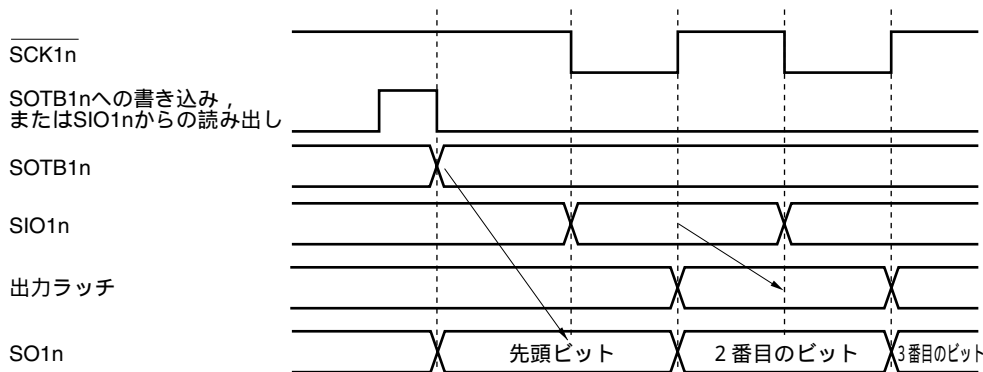 SCK1n
SOTB1nへの書き込み，
またはSIO1nからの読み出し
SOTB1n
SIO1n
出力ラッチ
SO1n
先頭ビット
2番目のビット
3番目のビット